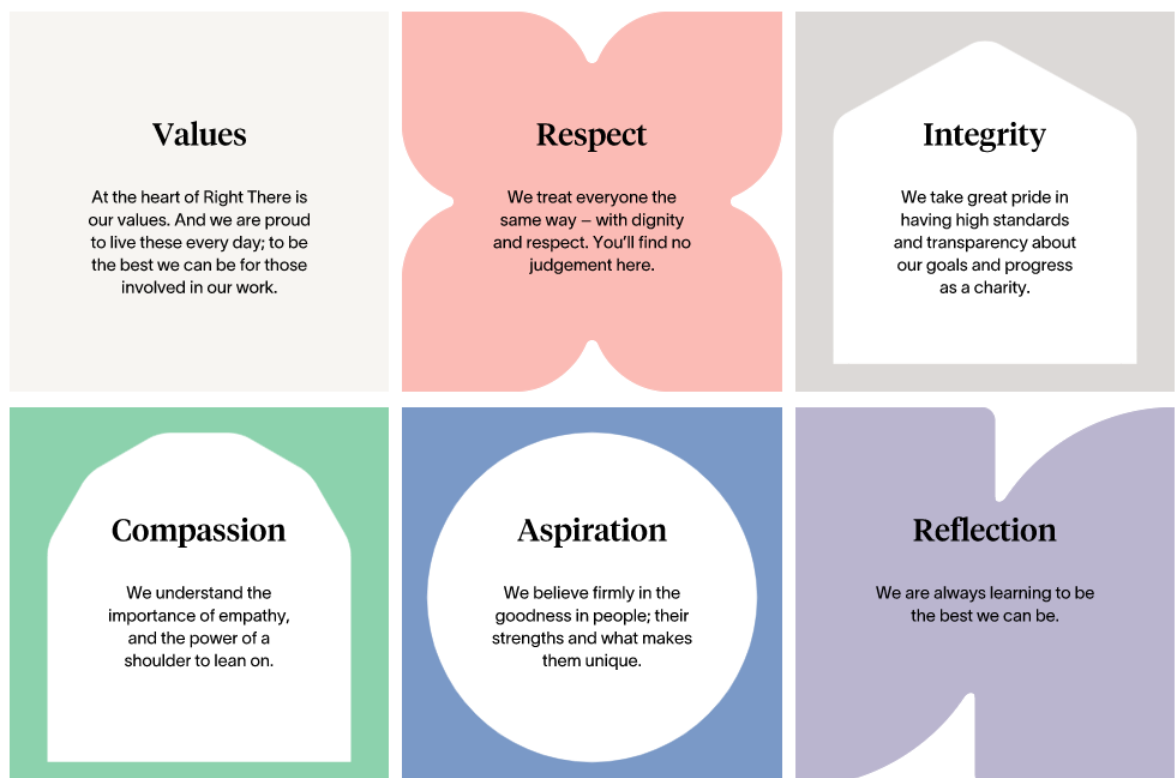 Values
At the heart of Right There is
our values. And we are proud
to live these every day; to be
the best we can be for those
involved in our work.
Respect
We treat everyone the
same way – with dignity
and respect. You’ll find no
judgement here.
Integrity
We take great pride in
having high standards
and transparency about
our goals and progress
as a charity.
Compassion
We understand the
importance of empathy,
and the power of a
shoulder to lean on.
Aspiration
We believe firmly in the
goodness in people; their
strengths and what makes
them unique.
Reflection
We are always learning to be
the best we can be.